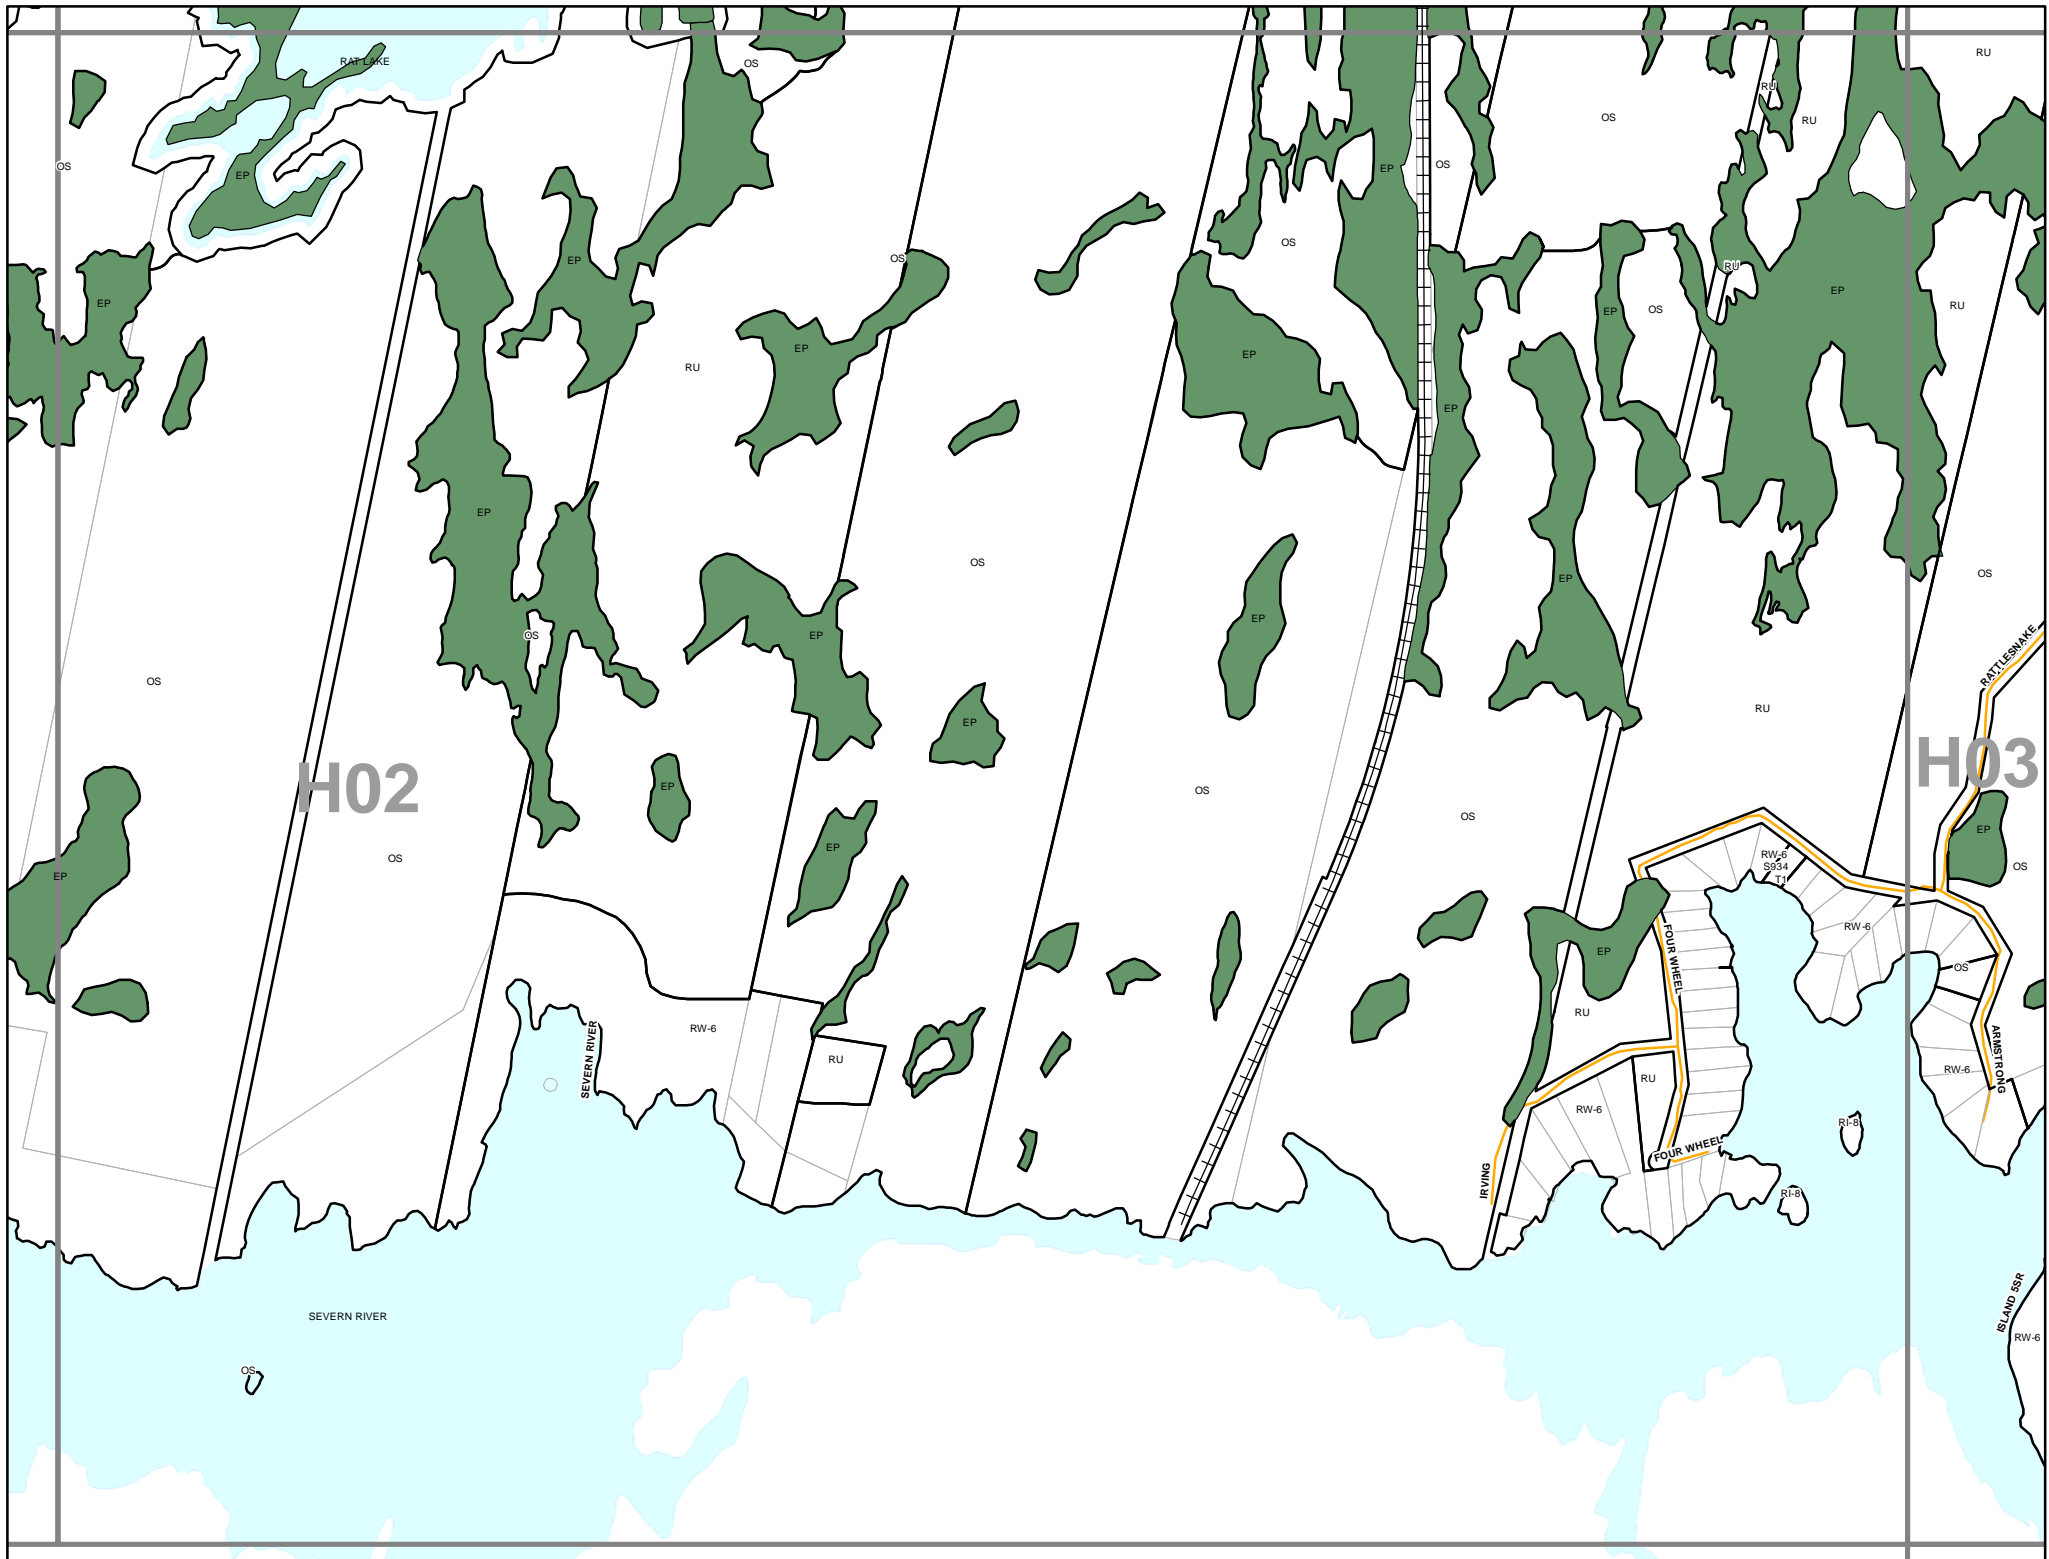 RU
RAT LAKE
OS
RU
OS
RU
OS
OS
EP
EP
OS
OS
EP
OS
EP
RU
EP
EP
RU
EP
OS
EP
EP
EP
RU
EP
EP
OS
OS
EP
EP
OS
EP
RATTLESNAKE
OS
RU
EP
H02
H03
EP
OS
OS
EP
EP
RW-6
S934
T1
OS
OS
EP
RW-6
FOUR WHEEL
EP
OS
RU
RW-6
SEVERN RIVER
RU
ARMSTRONG
RW-6
RU
RW-6
RI-8
FOUR WHEEL
IRVING
RI-8
ISLAND 5SR
SEVERN RIVER
RW-6
OS